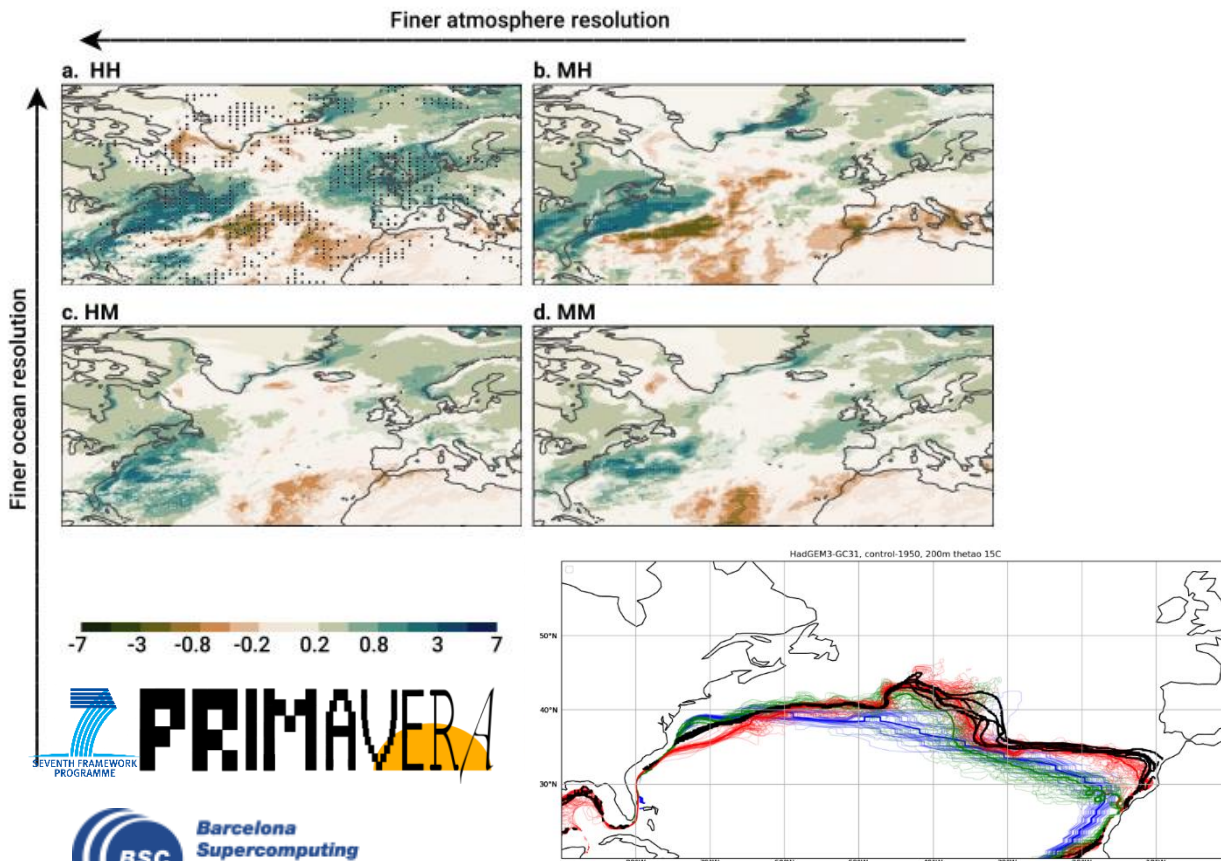 Finer atmosphere resolution
a. HH
b. MH
Finer ocean resolution
c. HM
d. MM
-7 -3 -0.8 -0.2 0.2 0.8 3 7
HadGEM3-GC31, control-1950, 200m thetao 15C
50°N
40°N
30°N
7 PRIMAVERA
SEVENTH FRAMEWORK
PROGRAMME
Barcelona
BSC Supercomputing